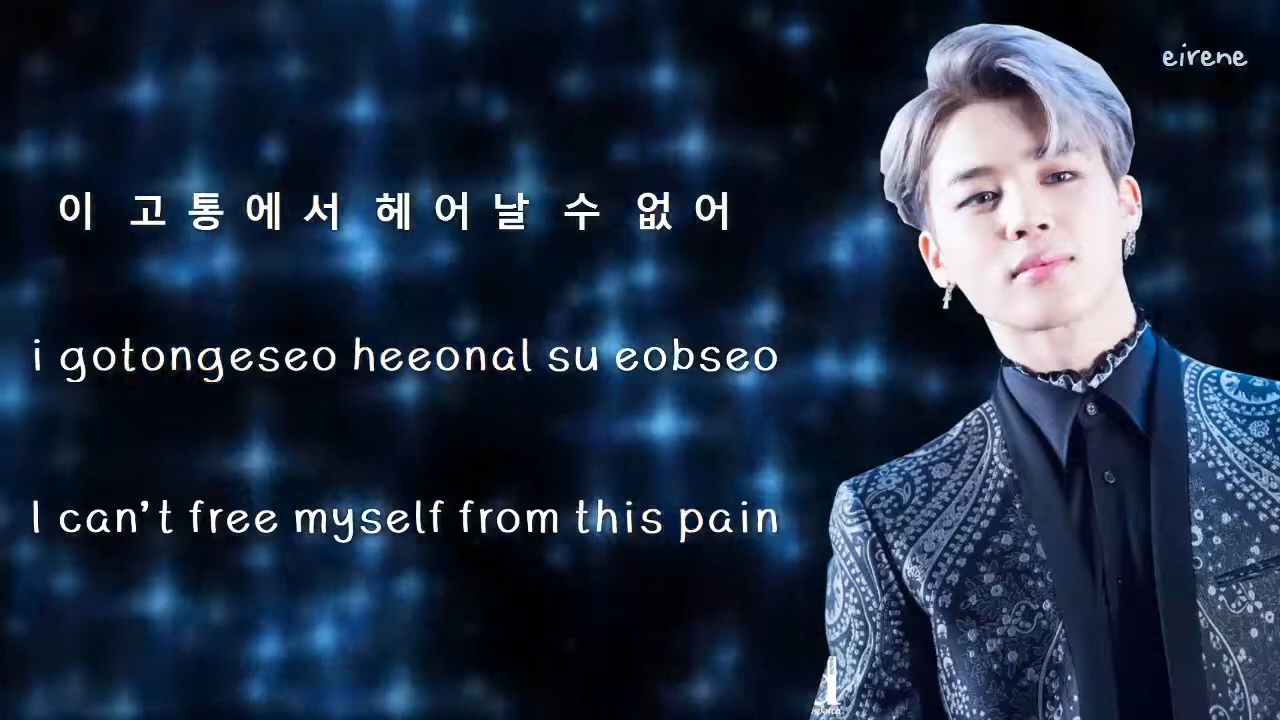 eirene
이 고통에서 헤어날 수 없어
i gotongeseo heeonal su eobseo
I can't free myself from this pain